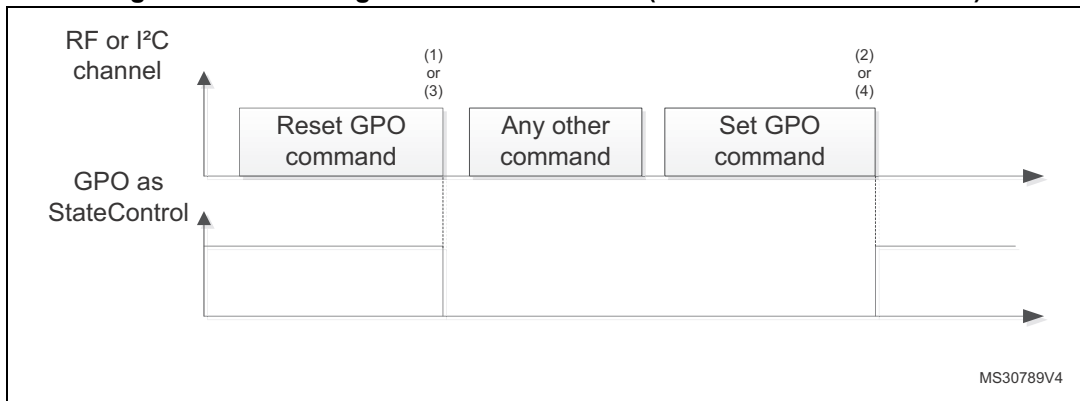 RF or I²C
channel
(1)
or
(3)
(2)
or
(4)
Reset GPO
command
Any other
command
Set GPO
command
GPO as
StateControl
MS30789V4